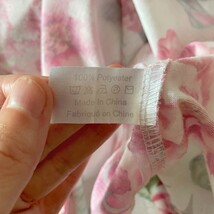 100% Polyester
Made in China
Fabriqué en Chine